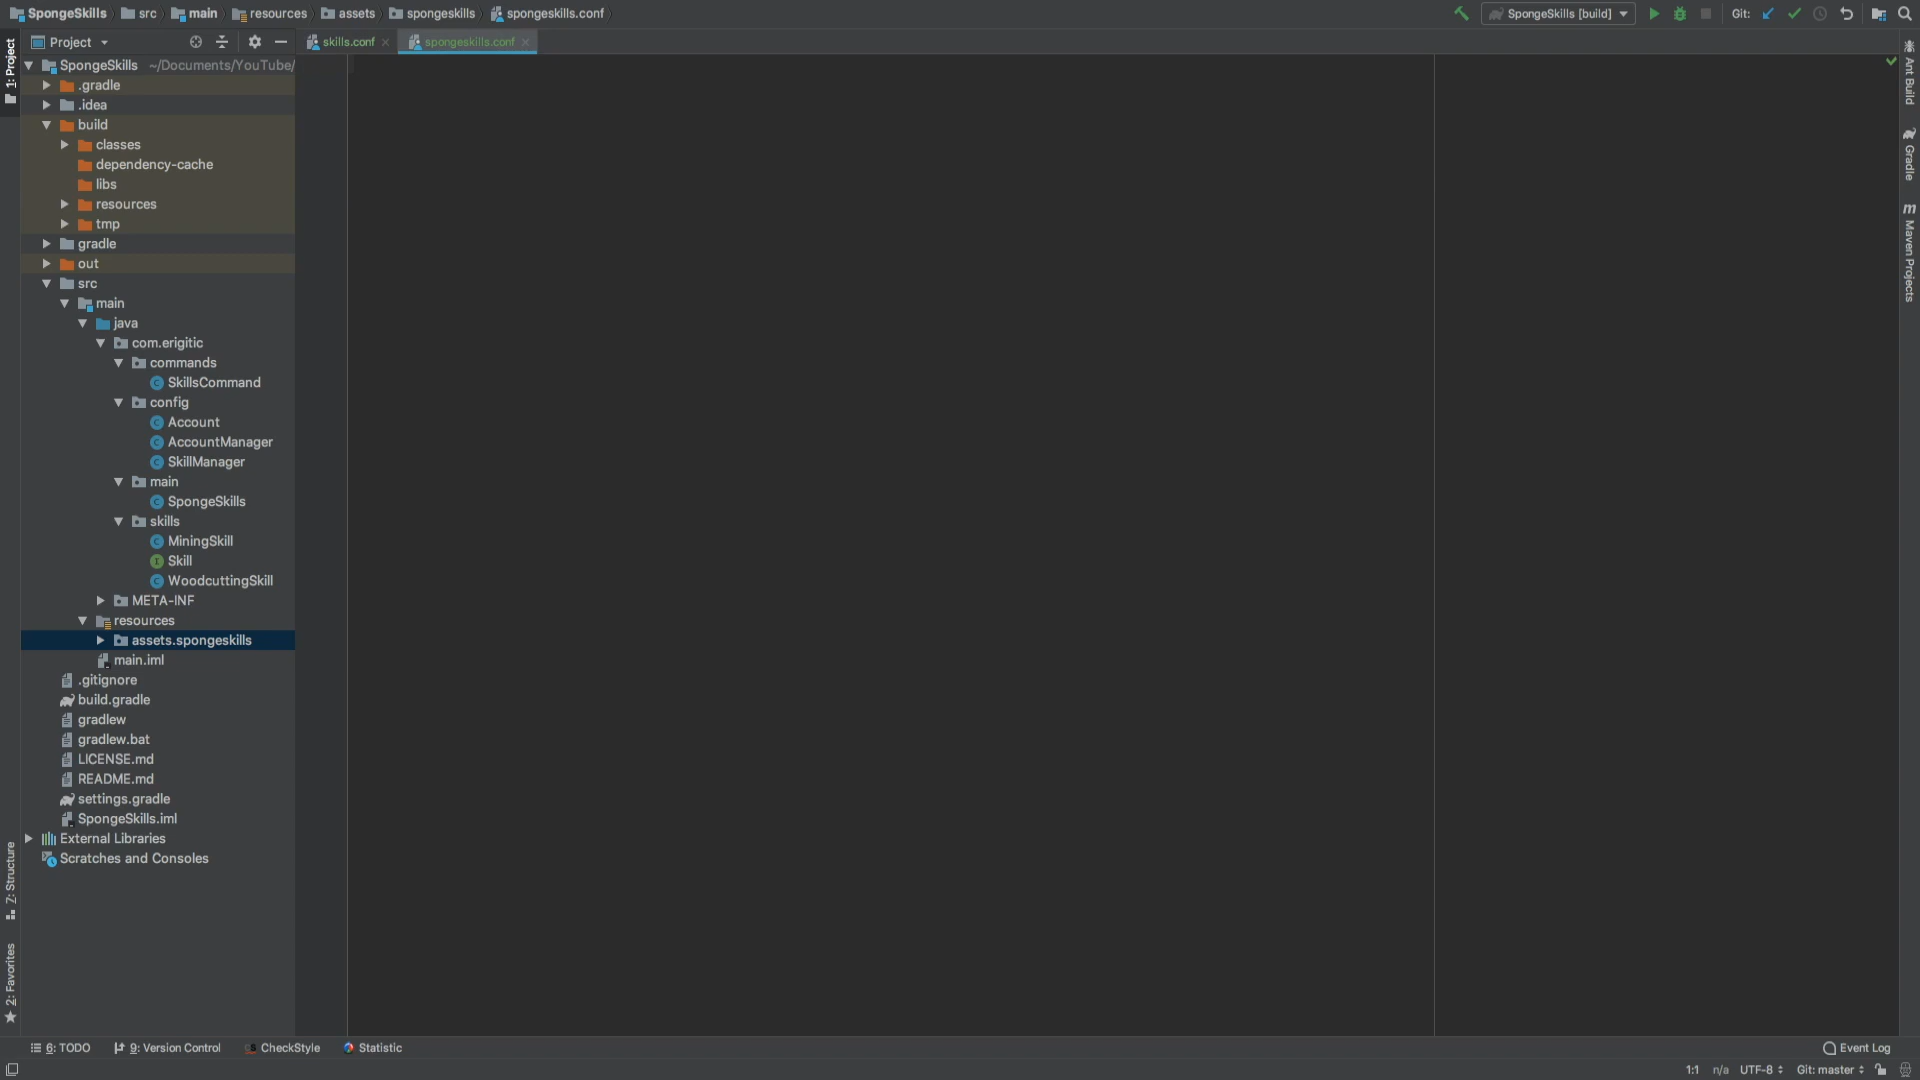 SpongeSkills src main resources assets spongeskills spongeskills.conf SpongeSkills [build] Git:
Project skills.conf spongeskills.conf
1: Project
SpongeSkills ~/Documents/YouTube/
.gradle
.idea
build
classes
dependency-cache
libs
resources
tmp
gradle
out
src
main
java
com.erigitic
commands
SkillsCommand
config
Account
AccountManager
SkillManager
main
SpongeSkills
skills
MiningSkill
Skill
WoodcuttingSkill
META-INF
resources
assets.spongeskills
main.iml
.gitignore
build.gradle
gradlew
gradlew.bat
LICENSE.md
README.md
settings.gradle
SpongeSkills.iml
External Libraries
Scratches and Consoles
Z: Structure
2: Favorites
Ant Build
Gradle
m Maven Projects
6: TODO 9: Version Control CheckStyle Statistic Event Log
1:1 n/a UTF-8 Git: master